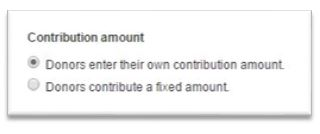 Contribution amount
Donors enter their own contribution amount.
Donors contribute a fixed amount.